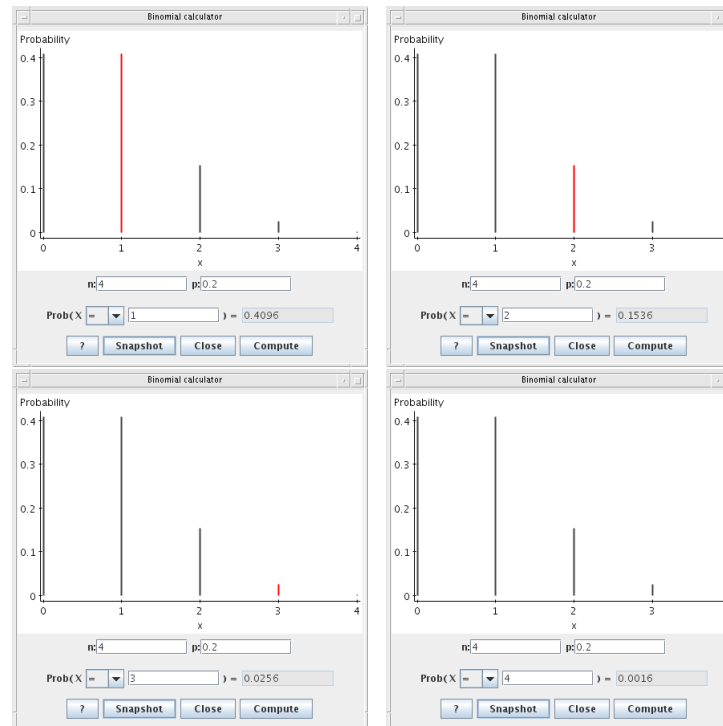 Binomial calculator
Probability
0.4
0.3
0.2
0.1
0
0 1 2 3 4
x
n: 4 p: 0.2
Prob(X = 1 ) = 0.4096
? Snapshot Close Compute
Binomial calculator
Probability
0.4
0.3
0.2
0.1
0
0 1 2 3
x
n: 4 p: 0.2
Prob(X = 2 ) = 0.1536
? Snapshot Close Compute
Binomial calculator
Probability
0.4
0.3
0.2
0.1
0
0 1 2 3 4
x
n: 4 p: 0.2
Prob(X = 3 ) = 0.0256
? Snapshot Close Compute
Binomial calculator
Probability
0.4
0.3
0.2
0.1
0
0 1 2 3
x
n: 4 p: 0.2
Prob(X = 4 ) = 0.0016
? Snapshot Close Compute